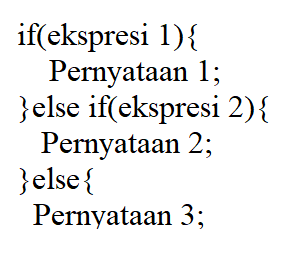 if(ekspresi 1){
Pernyataan 1;
}else if(ekspresi 2){
Pernyataan 2;
}else{
Pernyataan 3;